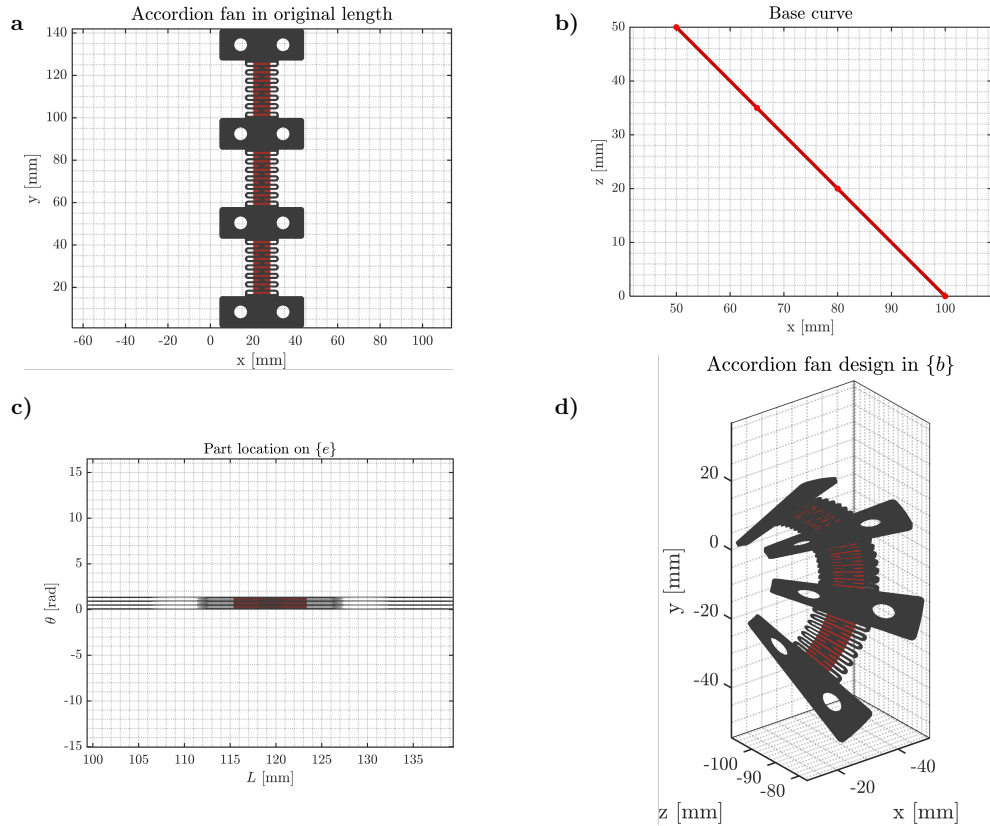 a
Accordion fan in original length
140
120
100
80
60
40
20
y [mm]
-60 -40 -20 0 20 40 60 80 100
x [mm]
b)
Base curve
50
40
30
20
10
0
z [mm]
50 60 70 80 90 100
x [mm]
c)
Part location on {e}
15
10
5
0
-5
-10
-15
θ [rad]
100 105 110 115 120 125 130 135
L [mm]
d)
Accordion fan design in {b}
20
0
-20
-40
y [mm]
-100
-90
-80
z [mm]
-20
-40
x [mm]